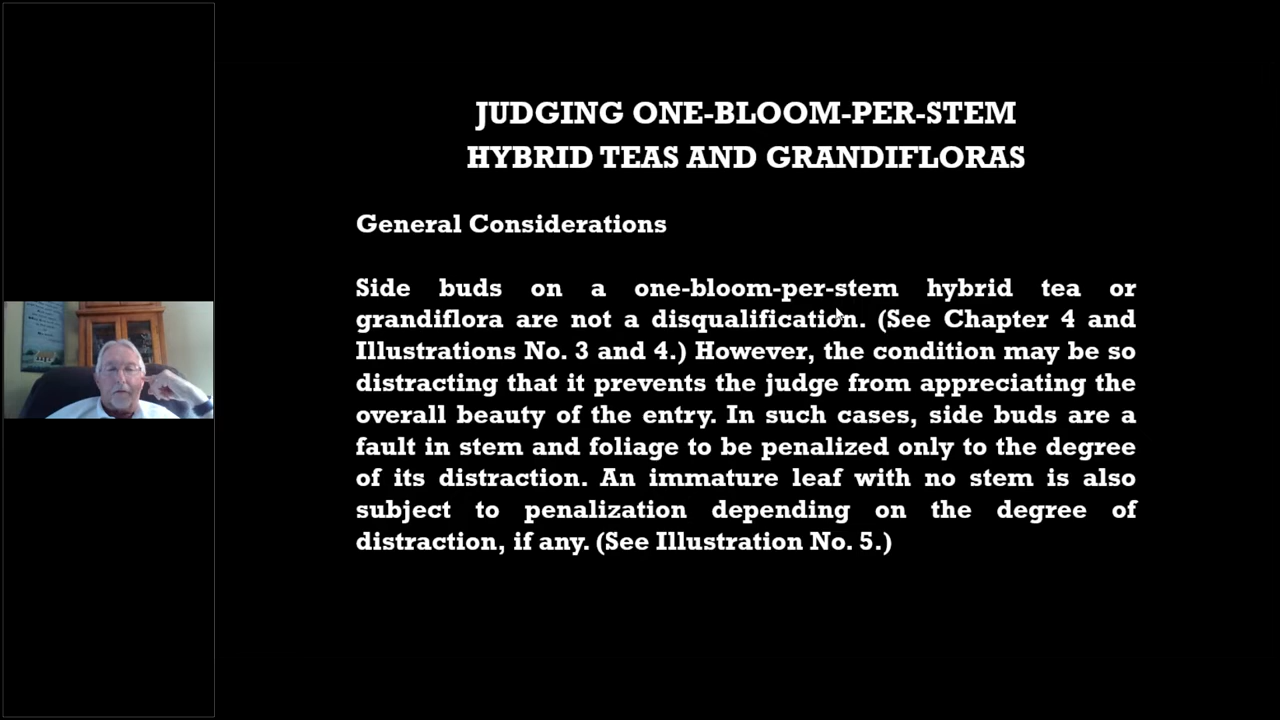 JUDGING ONE-BLOOM-PER-STEM
HYBRID TEAS AND GRANDIFLORAS
General Considerations
Side buds on a one-bloom-per-stem hybrid tea or
grandiflora are not a disqualification. (See Chapter 4 and
Illustrations No. 3 and 4.) However, the condition may be so
distracting that it prevents the judge from appreciating the
overall beauty of the entry. In such cases, side buds are a
fault in stem and foliage to be penalized only to the degree
of its distraction. An immature leaf with no stem is also
subject to penalization depending on the degree of
distraction, if any. (See Illustration No. 5.)